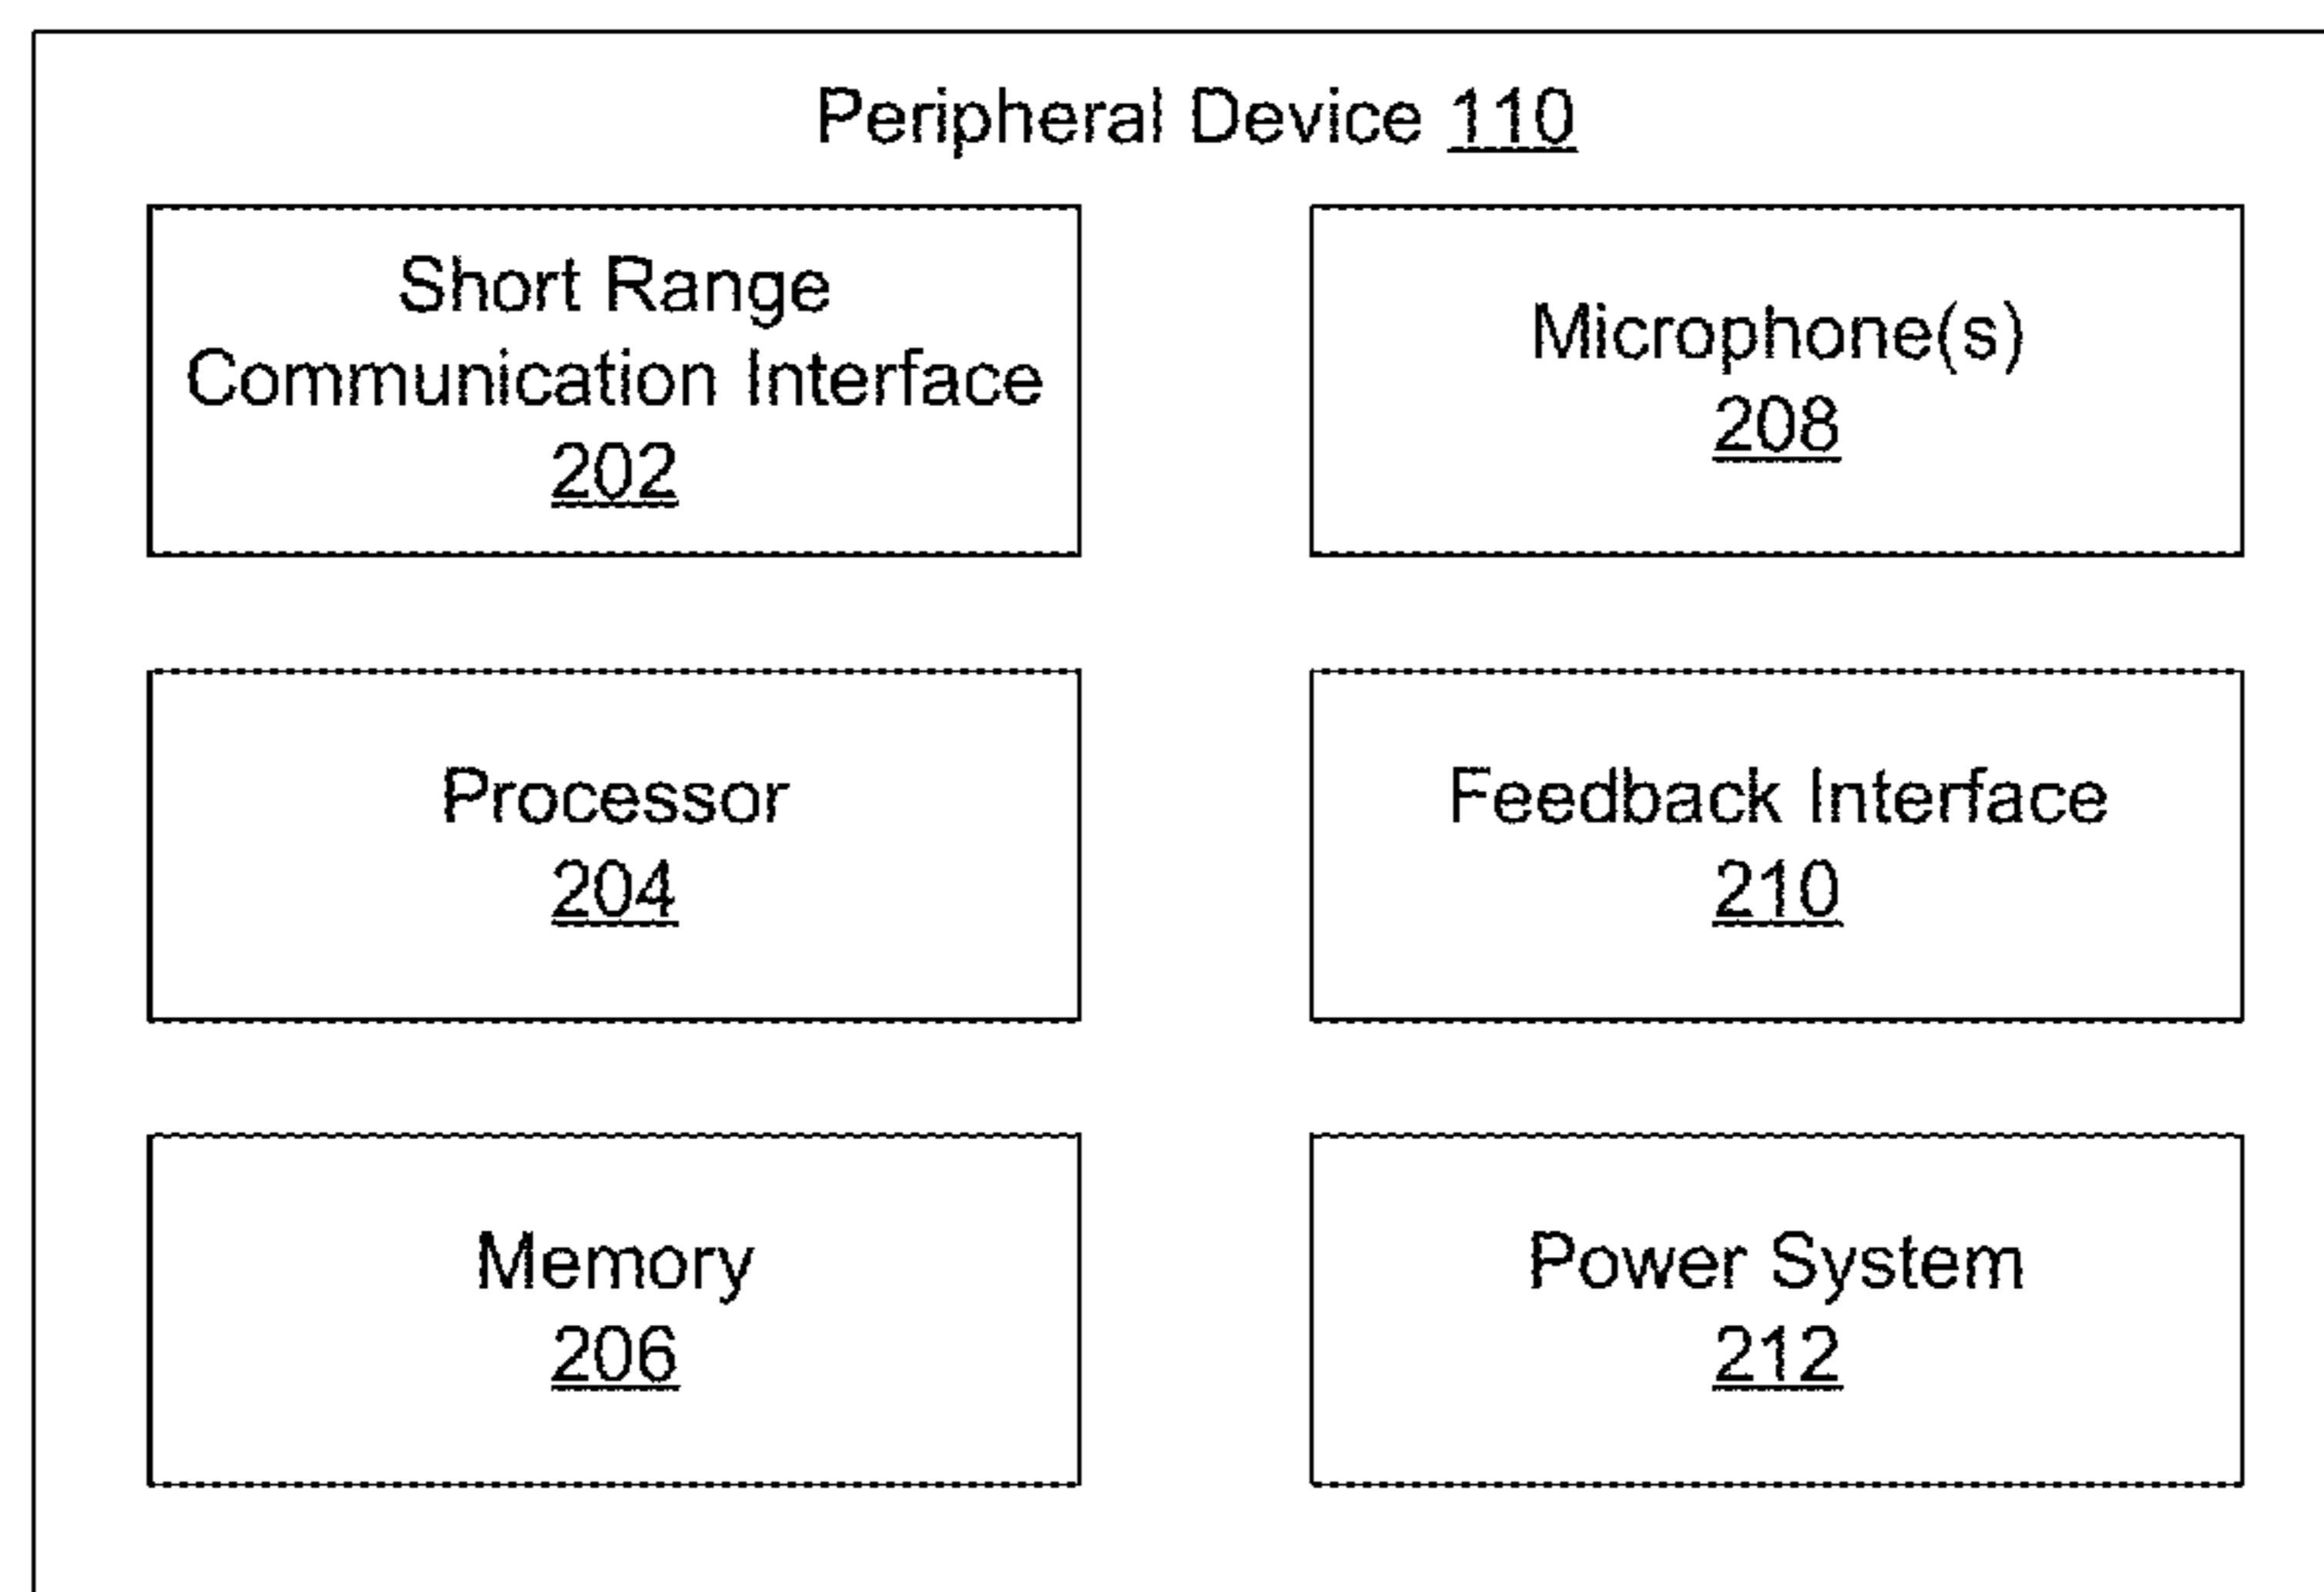 Peripheral Device 110
Short Range
Communication Interface
202
Microphone(s)
208
Processor
204
Feedback Interface
210
Memory
206
Power System
212